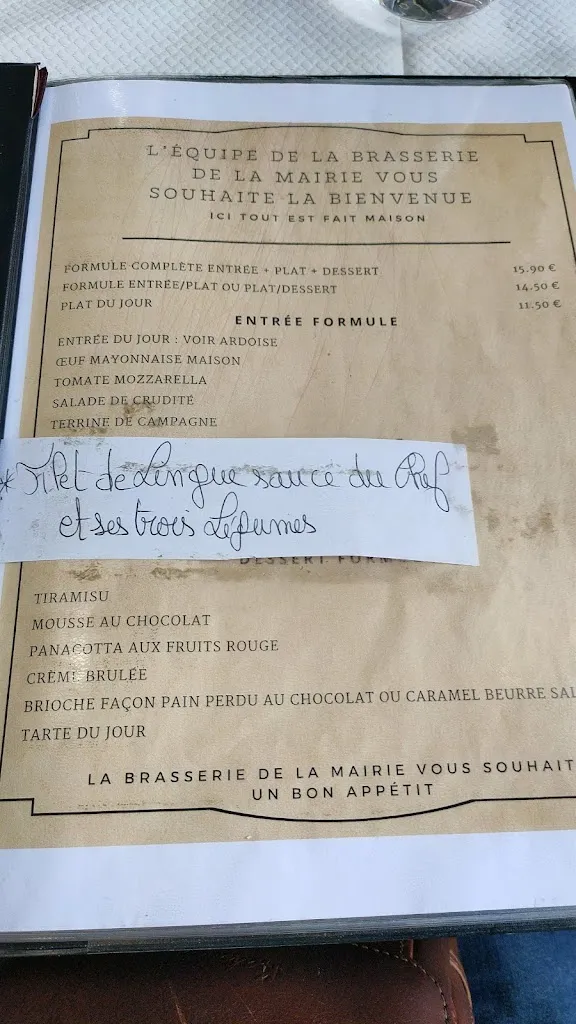 L'ÉQUIPE DE LA BRASSERIE
DE LA MAIRIE VOUS
SOUHAITE LA BIENVENUE
ICI TOUT EST FAIT MAISON
FORMULE COMPLÈTE ENTRÉE + PLAT + DESSERT 15.90 €
FORMULE ENTRÉE/PLAT OU PLAT/DESSERT 14.50 €
PLAT DU JOUR 11.50 €
ENTRÉE FORMULE
ENTRÉE DU JOUR : VOIR ARDOISE
ŒUF MAYONNAISE MAISON
TOMATE MOZZARELLA
SALADE DE CRUDITÉ
TERRINE DE CAMPAGNE
* Filet de Lingue sauce du Chef
et ses trois Légumes
DESSERT FORM
TIRAMISU
MOUSSE AU CHOCOLAT
PANACOTTA AUX FRUITS ROUGE
CRÈME BRULÉE
BRIOCHE FAÇON PAIN PERDU AU CHOCOLAT OU CARAMEL BEURRE SAL
TARTE DU JOUR
LA BRASSERIE DE LA MAIRIE VOUS SOUHAIT
UN BON APPÉTIT